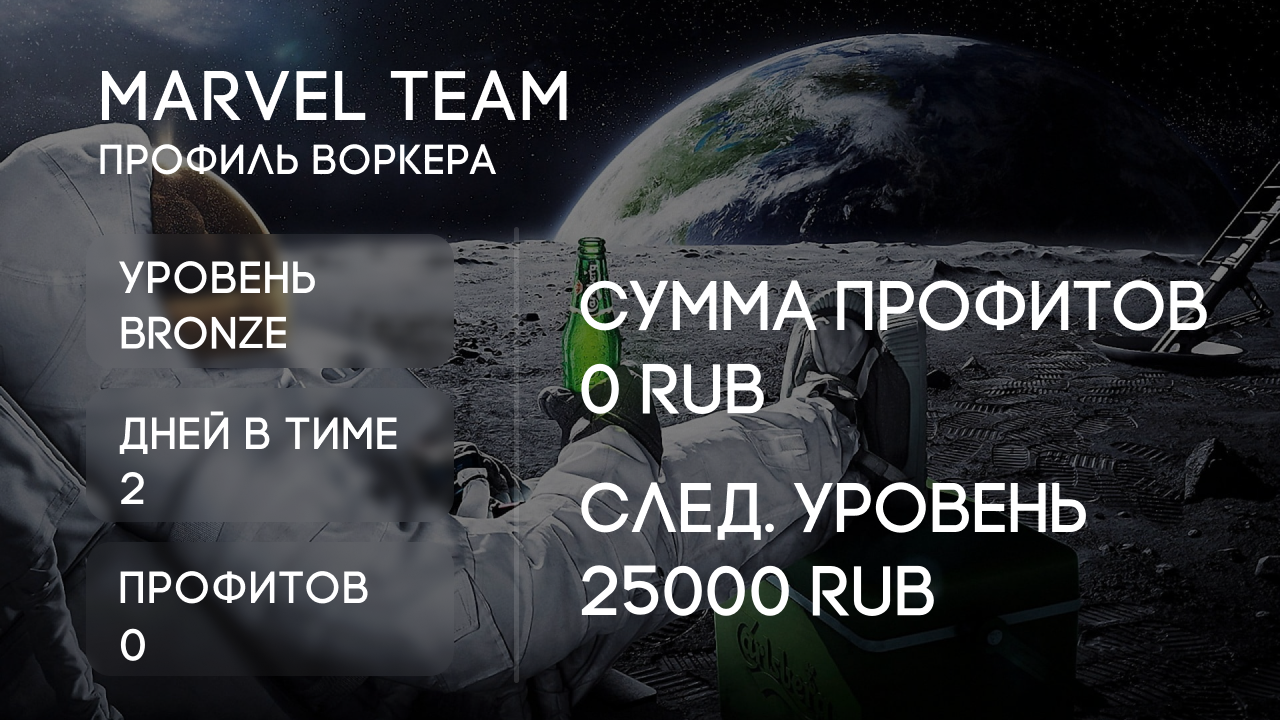 MARVEL TEAM
ПРОФИЛЬ ВОРКЕРА
УРОВЕНЬ
BRONZE
ДНЕЙ В ТИМЕ
2
ПРОФИТОВ
0
СУММА ПРОФИТОВ
0 RUB
СЛЕД. УРОВЕНЬ
25000 RUB
Carlsberg